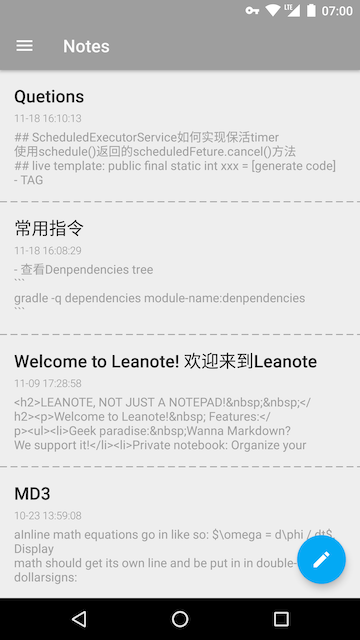 LTE 07:00
Notes
Quetions
11-18 16:10:13
## ScheduledExecutorService如何实现保活timer
使用schedule()返回的scheduledFeture.cancel()方法
## live template: public final static int xxx = [generate code]
- TAG
常用指令
11-18 16:08:29
- 查看Denpendencies tree
```
gradle -q dependencies module-name:denpenpencies
```
Welcome to Leanote! 欢迎来到Leanote
11-09 17:28:58
<h2>LEANOTE, NOT JUST A NOTEPAD!&nbsp;&nbsp;</
h2><p>Welcome to Leanote!&nbsp; Features:</
p><ul><li>Geek paradise:&nbsp;Wanna Markdown?
We support it!</li><li>Private notebook: Organize your
MD3
10-23 13:59:08
aInline math equations go in like so: $\omega = d\phi / dt$.
Display
math should get its own line and be put in in double-
dollarsigns: